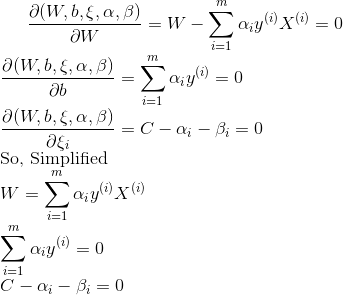 ∂(W, b, ξ, α, β)/∂W = W − ∑_{i=1}^{m} α_i y^{(i)} X^{(i)} = 0
∂(W, b, ξ, α, β)/∂b = ∑_{i=1}^{m} α_i y^{(i)} = 0
∂(W, b, ξ, α, β)/∂ξ_i = C − α_i − β_i = 0
So, Simplified
W = ∑_{i=1}^{m} α_i y^{(i)} X^{(i)}
∑_{i=1}^{m} α_i y^{(i)} = 0
C − α_i − β_i = 0